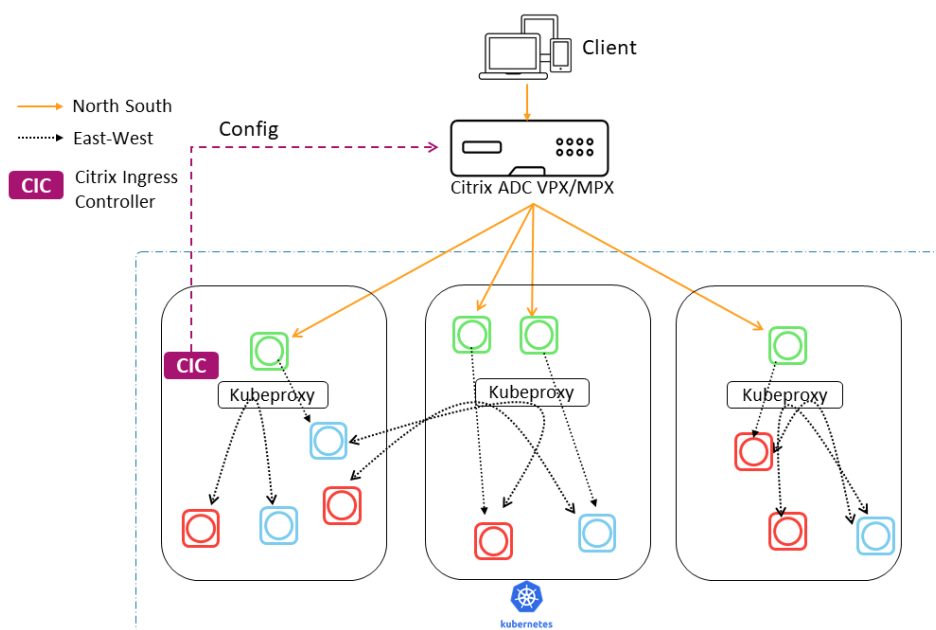 Client
North South
Config
East-West
CIC
Citrix Ingress
Controller
Citrix ADC VPX/MPX
CIC
Kubeproxy
Kubeproxy
Kubeproxy
kubernetes